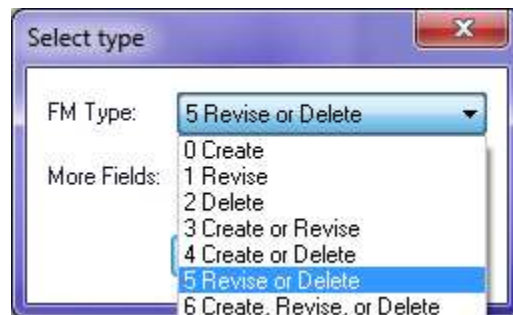 Select type
x
FM Type: 5 Revise or Delete
0 Create
More Fields: 1 Revise
2 Delete
3 Create or Revise
4 Create or Delete
5 Revise or Delete
6 Create, Revise, or Delete